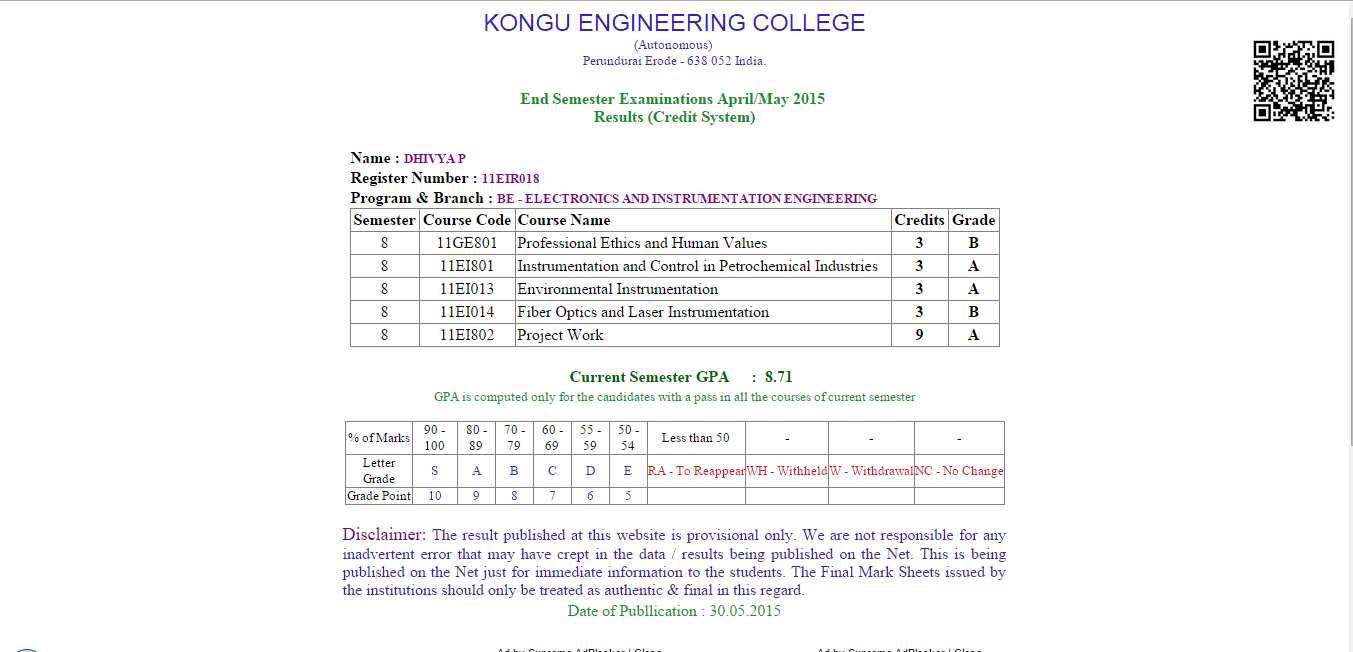 KONGU ENGINEERING COLLEGE
(Autonomous)
Perundurai Erode - 638 052 India.
End Semester Examinations April/May 2015
Results (Credit System)
Name : DHIVYA P
Register Number : 11EIR018
Program & Branch : BE - ELECTRONICS AND INSTRUMENTATION ENGINEERING
Semester Course Code Course Name Credits Grade
8 11GE801 Professional Ethics and Human Values 3 B
8 11EI801 Instrumentation and Control in Petrochemical Industries 3 A
8 11EI013 Environmental Instrumentation 3 A
8 11EI014 Fiber Optics and Laser Instrumentation 3 B
8 11EI802 Project Work 9 A
Current Semester GPA : 8.71
GPA is computed only for the candidates with a pass in all the courses of current semester
% of Marks 90 - 100 80 - 89 70 - 79 60 - 69 55 - 59 50 - 54 Less than 50 - - -
Letter Grade S A B C D E RA - To Reappear WH - Withheld W - Withdrawal NC - No Change
Grade Point 10 9 8 7 6 5
Disclaimer: The result published at this website is provisional only. We are not responsible for any
inadvertent error that may have crept in the data / results being published on the Net. This is being
published on the Net just for immediate information to the students. The Final Mark Sheets issued by
the institutions should only be treated as authentic & final in this regard.
Date of Publlication : 30.05.2015